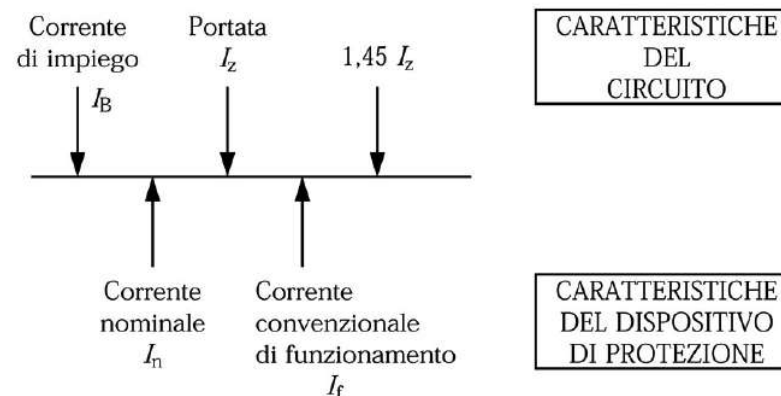 Corrente
di impiego
I_B
Portata
I_z
1,45 I_z
CARATTERISTICHE
DEL
CIRCUITO
Corrente
nominale
I_n
Corrente
convenzionale
di funzionamento
I_f
CARATTERISTICHE
DEL DISPOSITIVO
DI PROTEZIONE